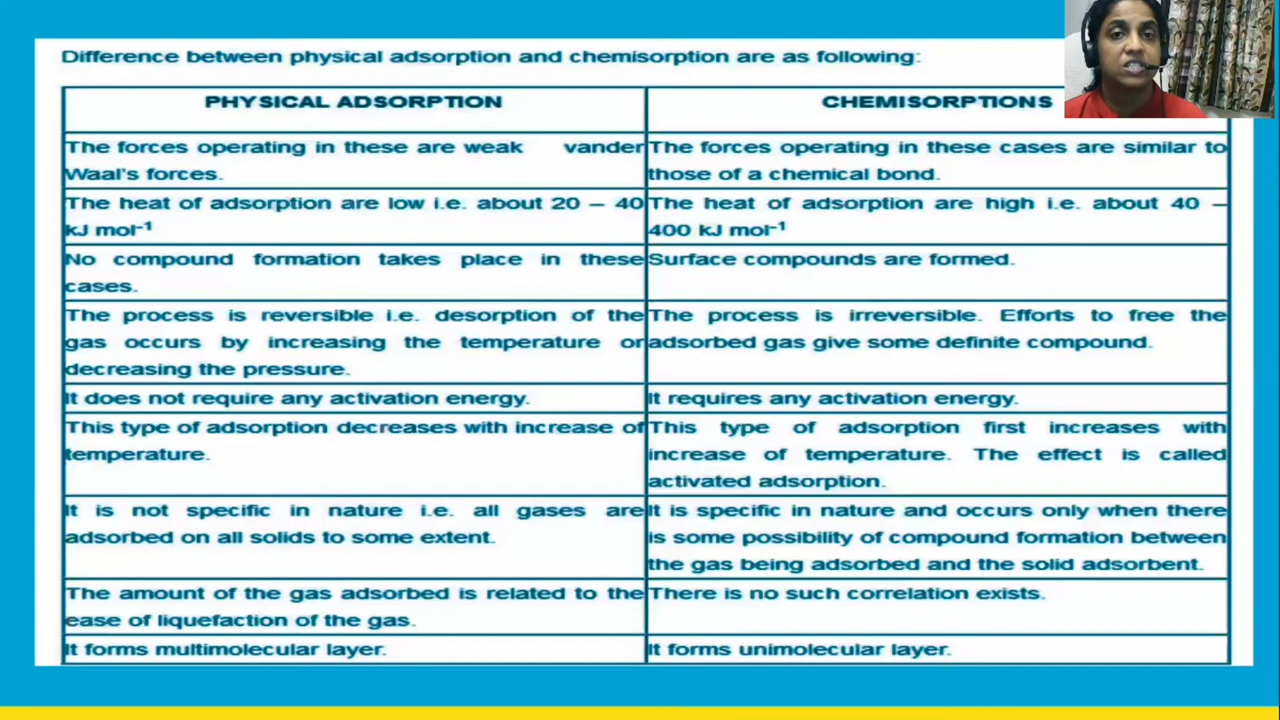 Difference between physical adsorption and chemisorption are as following:
PHYSICAL ADSORPTION
CHEMISORPTIONS
The forces operating in these are weak vander
Waal's forces.
The forces operating in these cases are similar to
those of a chemical bond.
The heat of adsorption are low i.e. about 20 – 40
kJ mol⁻¹
The heat of adsorption are high i.e. about 40 –
400 kJ mol⁻¹
No compound formation takes place in these
cases.
Surface compounds are formed.
The process is reversible i.e. desorption of the
gas occurs by increasing the temperature or
decreasing the pressure.
The process is irreversible. Efforts to free the
adsorbed gas give some definite compound.
It does not require any activation energy.
It requires any activation energy.
This type of adsorption decreases with increase of
temperature.
This type of adsorption first increases with
increase of temperature. The effect is called
activated adsorption.
It is not specific in nature i.e. all gases are
adsorbed on all solids to some extent.
It is specific in nature and occurs only when there
is some possibility of compound formation between
the gas being adsorbed and the solid adsorbent.
The amount of the gas adsorbed is related to the
ease of liquefaction of the gas.
There is no such correlation exists.
It forms multimolecular layer.
It forms unimolecular layer.